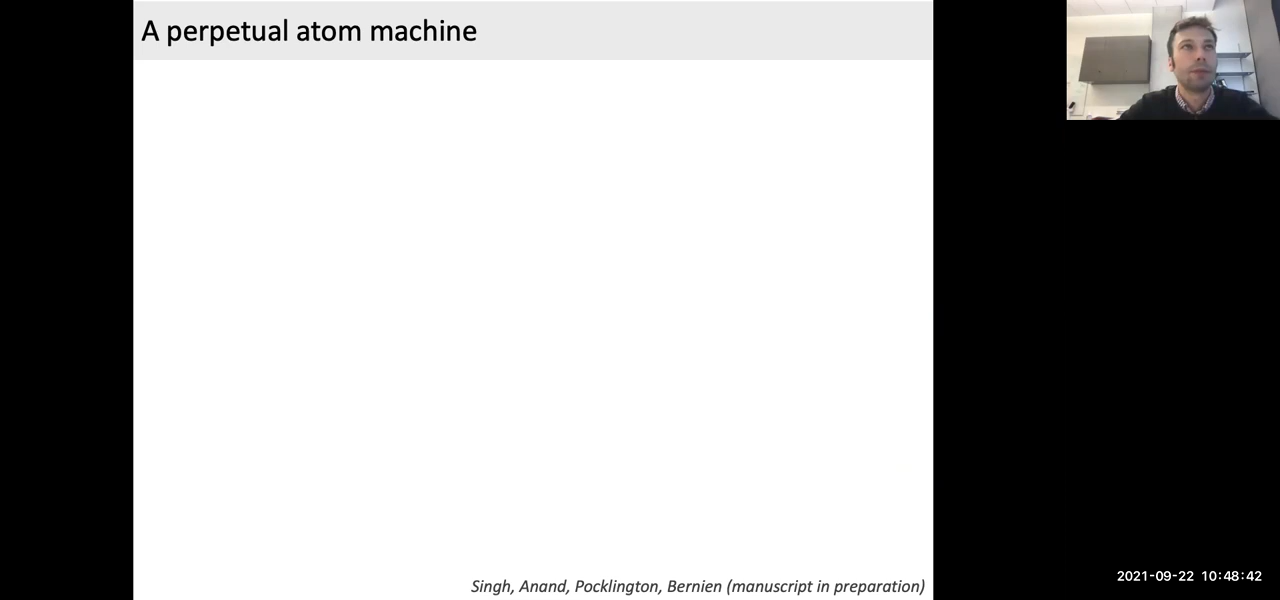 A perpetual atom machine
Singh, Anand, Pocklington, Bernien (manuscript in preparation)
2021-09-22 10:48:42